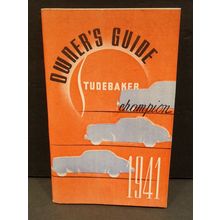 OWNER'S GUIDE
STUDEBAKER
champion
1941